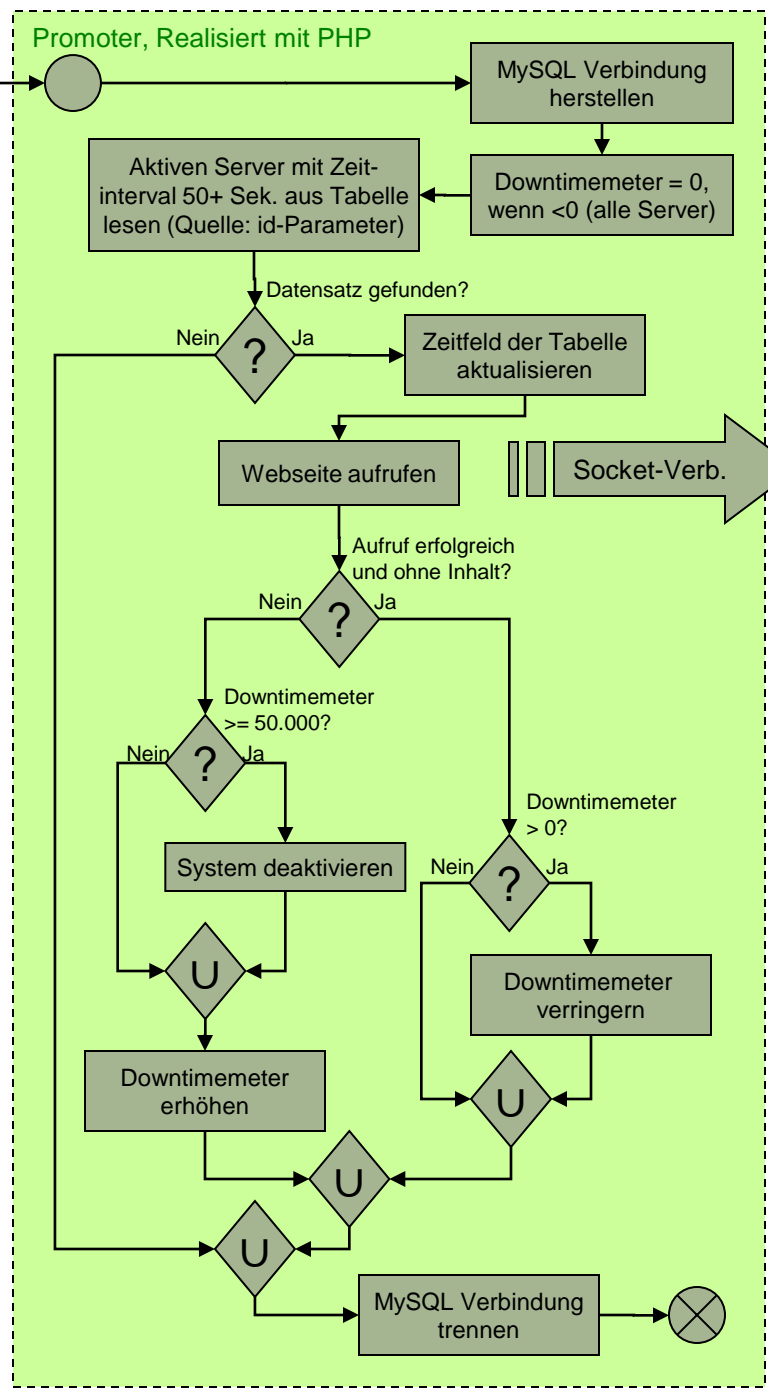 Promoter, Realisiert mit PHP
MySQL Verbindung
herstellen
Downtimemeter = 0,
wenn <0 (alle Server)
Aktiven Server mit Zeit-
interval 50+ Sek. aus Tabelle
lesen (Quelle: id-Parameter)
Datensatz gefunden?
Nein
Ja
?
Zeitfeld der Tabelle
aktualisieren
Webseite aufrufen
Socket-Verb.
Aufruf erfolgreich
und ohne Inhalt?
Nein
Ja
?
Downtimemeter
>= 50.000?
Nein
Ja
?
System deaktivieren
U
Downtimemeter
erhöhen
Downtimemeter
> 0?
Nein
Ja
?
Downtimemeter
verringern
U
U
U
MySQL Verbindung
trennen